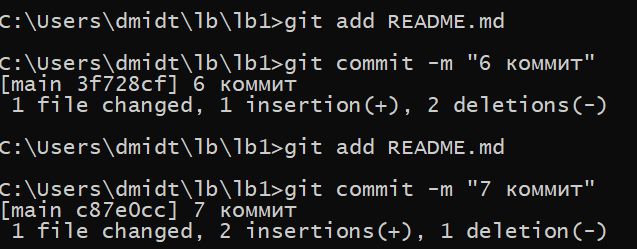 C:\Users\dmidt\lb\lb1>git add README.md
C:\Users\dmidt\lb\lb1>git commit -m "6 коммит"
[main 3f728cf] 6 коммит
 1 file changed, 1 insertion(+), 2 deletions(-)
C:\Users\dmidt\lb\lb1>git add README.md
C:\Users\dmidt\lb\lb1>git commit -m "7 коммит"
[main c87e0cc] 7 коммит
 1 file changed, 2 insertions(+), 1 deletion(-)